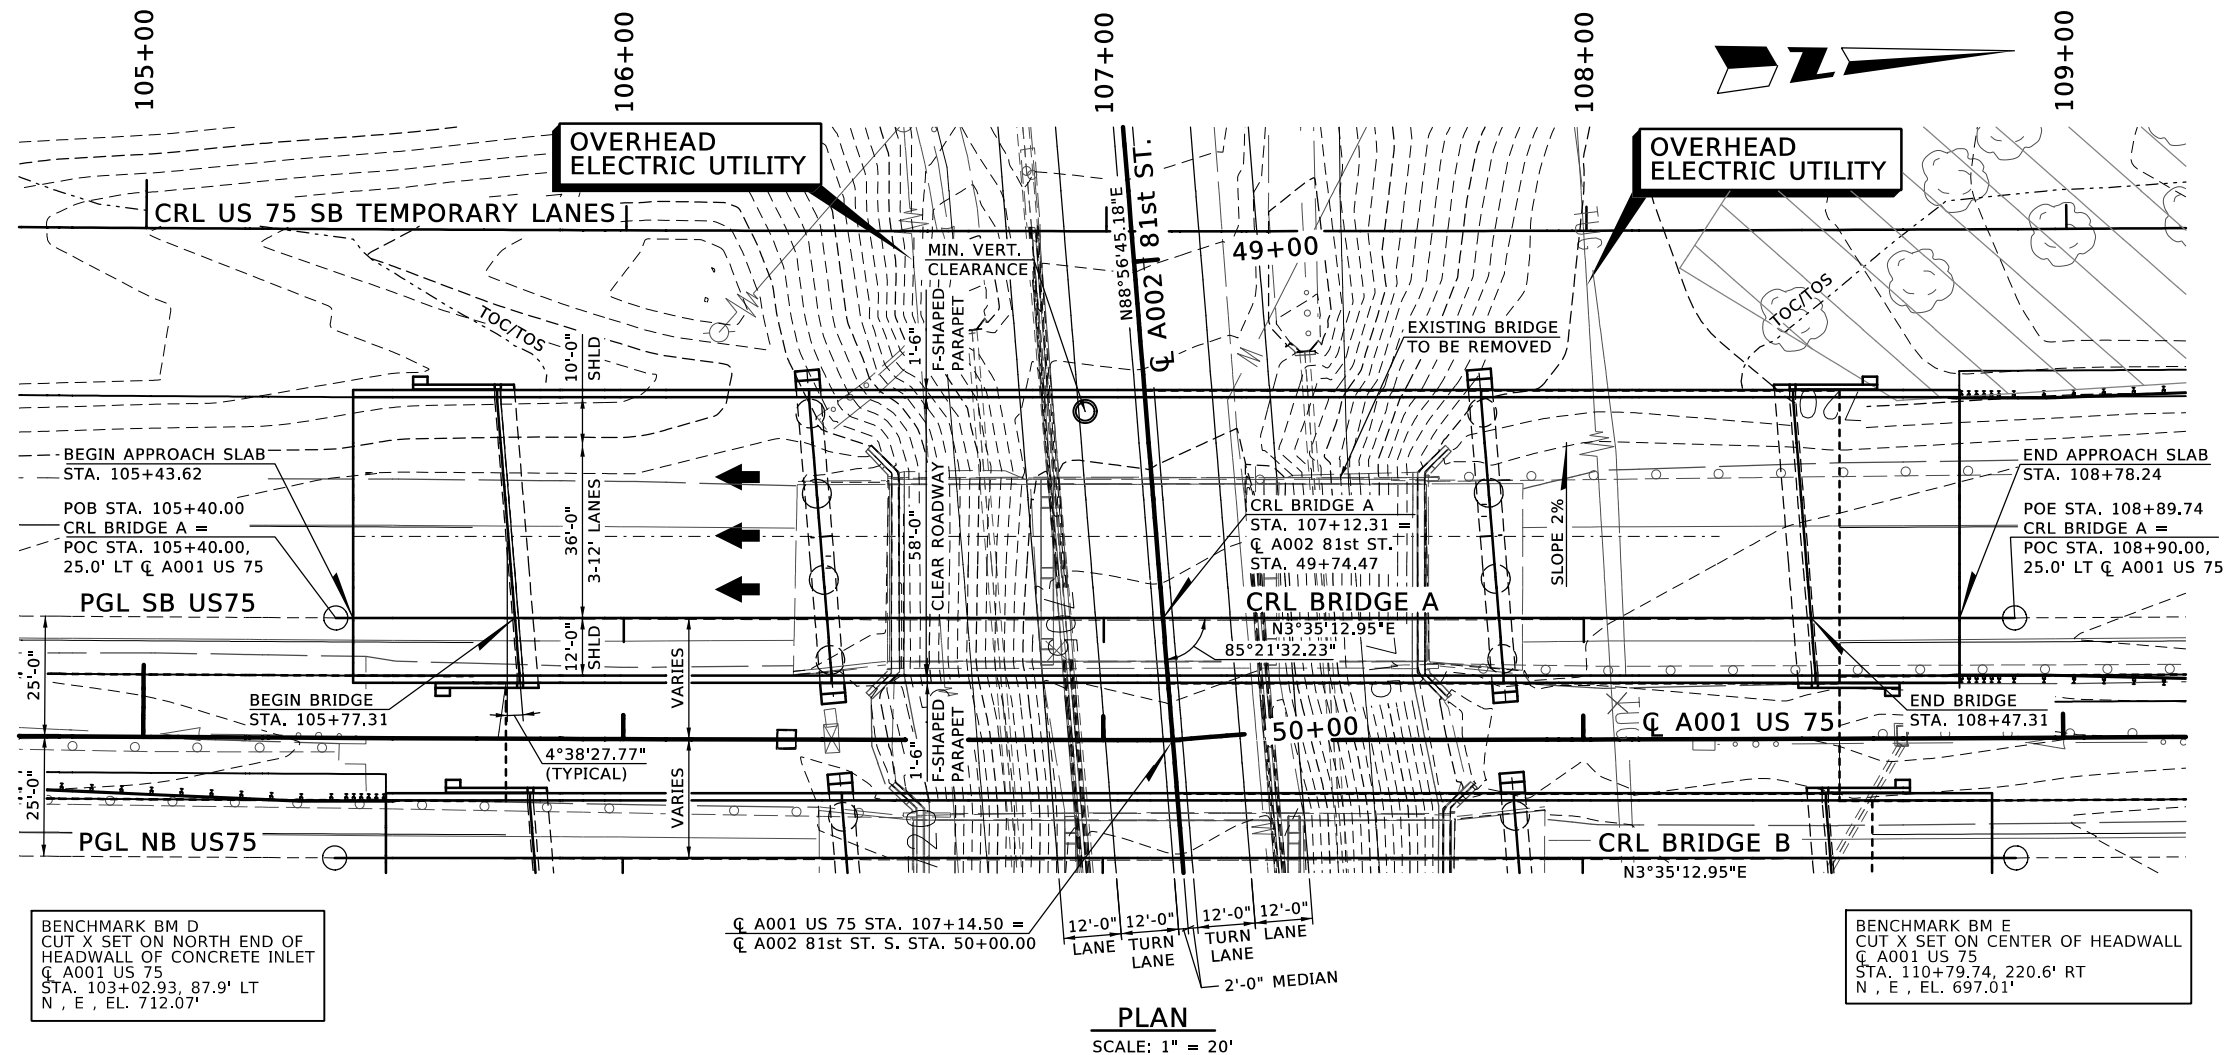 105+00
106+00
107+00
108+00
109+00
N
OVERHEAD
ELECTRIC UTILITY
OVERHEAD
ELECTRIC UTILITY
CRL US 75 SB TEMPORARY LANES
MIN. VERT.
CLEARANCE
N88°56'45.18"E
℄ A002 81st ST.
49+00
TOC/TOS
TOC/TOS
10'-0"
SHLD
1'-6"
F-SHAPED
PARAPET
EXISTING BRIDGE
TO BE REMOVED
BEGIN APPROACH SLAB
STA. 105+43.62
POB STA. 105+40.00
CRL BRIDGE A =
POC STA. 105+40.00,
25.0' LT ℄ A001 US 75
PGL SB US75
36'-0"
3-12' LANES
58'-0"
CLEAR ROADWAY
CRL BRIDGE A
STA. 107+12.31 =
℄ A002 81st ST.
STA. 49+74.47
SLOPE 2%
END APPROACH SLAB
STA. 108+78.24
POE STA. 108+89.74
CRL BRIDGE A =
POC STA. 108+90.00,
25.0' LT ℄ A001 US 75
CRL BRIDGE A
N3°35'12.95"E
85°21'32.23"
12'-0"
SHLD
VARIES
25'-0"
BEGIN BRIDGE
STA. 105+77.31
END BRIDGE
STA. 108+47.31
4°38'27.77"
(TYPICAL)
1'-6"
F-SHAPED
PARAPET
50+00
℄ A001 US 75
25'-0"
VARIES
PGL NB US75
CRL BRIDGE B
N3°35'12.95"E
℄ A001 US 75 STA. 107+14.50 =
℄ A002 81st ST. S. STA. 50+00.00
12'-0"
LANE
12'-0"
TURN
LANE
12'-0"
TURN
LANE
12'-0"
LANE
2'-0" MEDIAN
BENCHMARK BM D
CUT X SET ON NORTH END OF
HEADWALL OF CONCRETE INLET
℄ A001 US 75
STA. 103+02.93, 87.9' LT
N , E , EL. 712.07'
BENCHMARK BM E
CUT X SET ON CENTER OF HEADWALL
℄ A001 US 75
STA. 110+79.74, 220.6' RT
N , E , EL. 697.01'
PLAN
SCALE: 1" = 20'